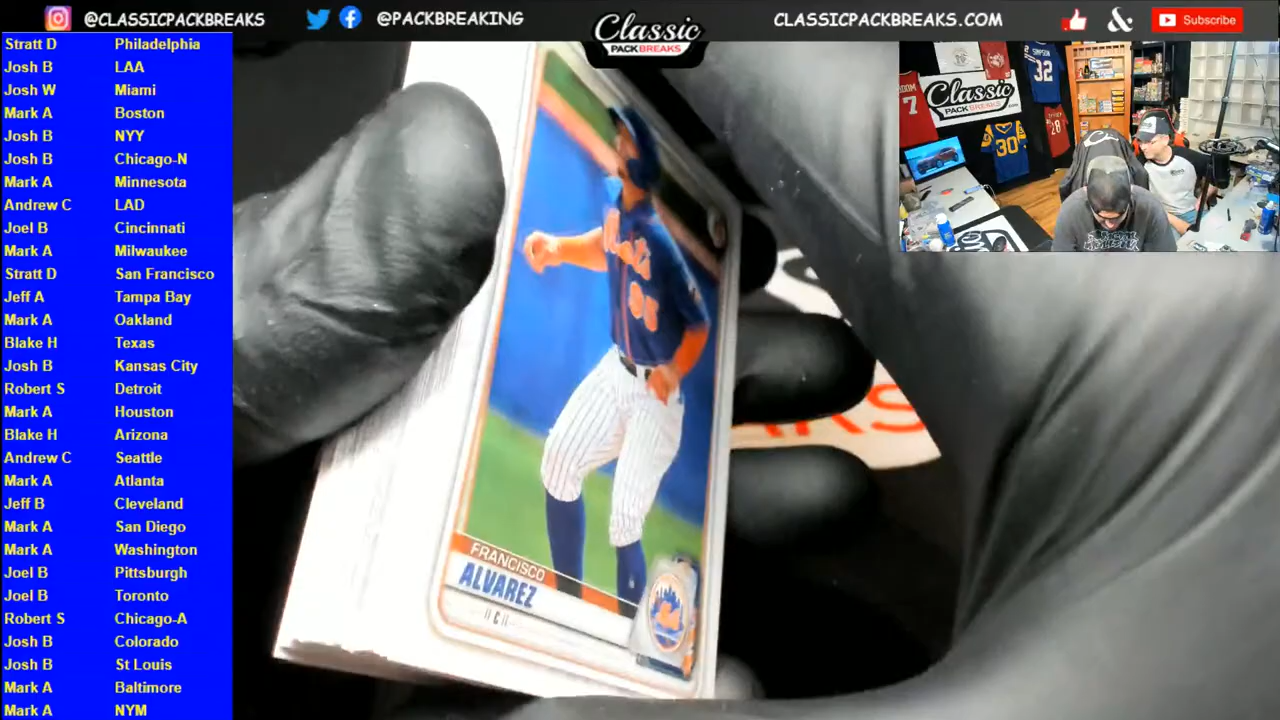 @CLASSICPACKBREAKS
@PACKBREAKING
Classic
PACK BREAKS
CLASSICPACKBREAKS.COM
Subscribe
Stratt D Philadelphia
Josh B LAA
Josh W Miami
Mark A Boston
Josh B NYY
Josh B Chicago-N
Mark A Minnesota
Andrew C LAD
Joel B Cincinnati
Mark A Milwaukee
Stratt D San Francisco
Jeff A Tampa Bay
Mark A Oakland
Blake H Texas
Josh B Kansas City
Robert S Detroit
Mark A Houston
Blake H Arizona
Andrew C Seattle
Mark A Atlanta
Jeff B Cleveland
Mark A San Diego
Mark A Washington
Joel B Pittsburgh
Joel B Toronto
Robert S Chicago-A
Josh B Colorado
Josh B St Louis
Mark A Baltimore
Mark A NYM
Mets
FRANCISCO
ALVAREZ
C
Classic
PACK BREAKS
7
32
30
28